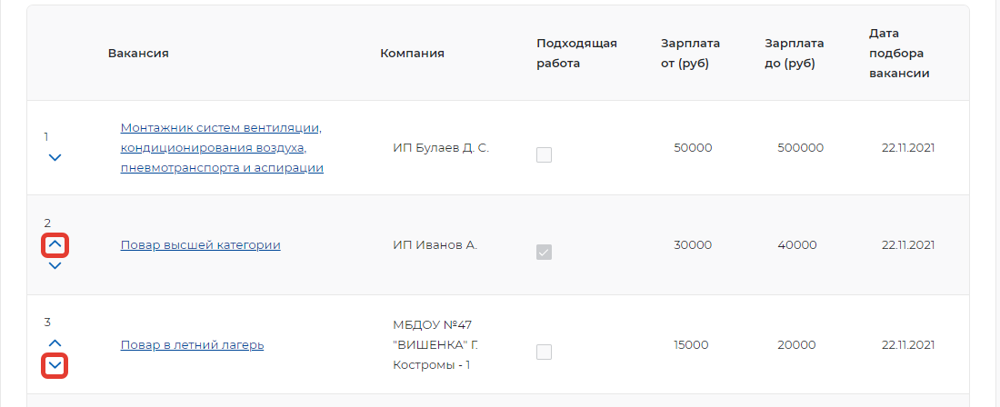 Вакансия
Компания
Подходящая
работа
Зарплата
от (руб)
Зарплата
до (руб)
Дата
подбора
вакансии
1
Монтажник систем вентиляции,
кондиционирования воздуха,
пневмотранспорта и аспирации
ИП Булаев Д. С.
50000
500000
22.11.2021
2
Повар высшей категории
ИП Иванов А.
30000
40000
22.11.2021
3
Повар в летний лагерь
МБДОУ №47
"ВИШЕНКА" Г.
Костромы - 1
15000
20000
22.11.2021